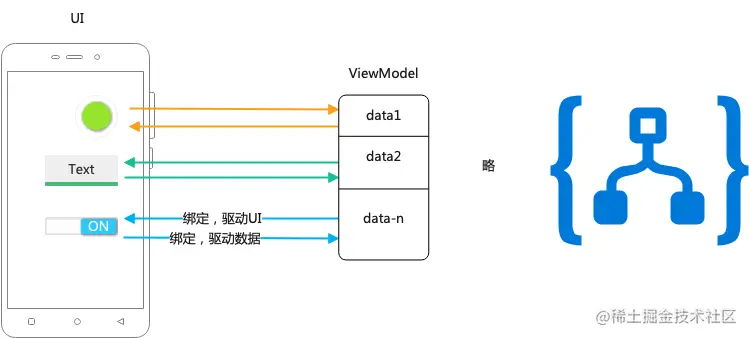 UI
ViewModel
data1
data2
Text
略
ON
绑定，驱动UI
data-n
绑定，驱动数据
@稀土掘金技术社区